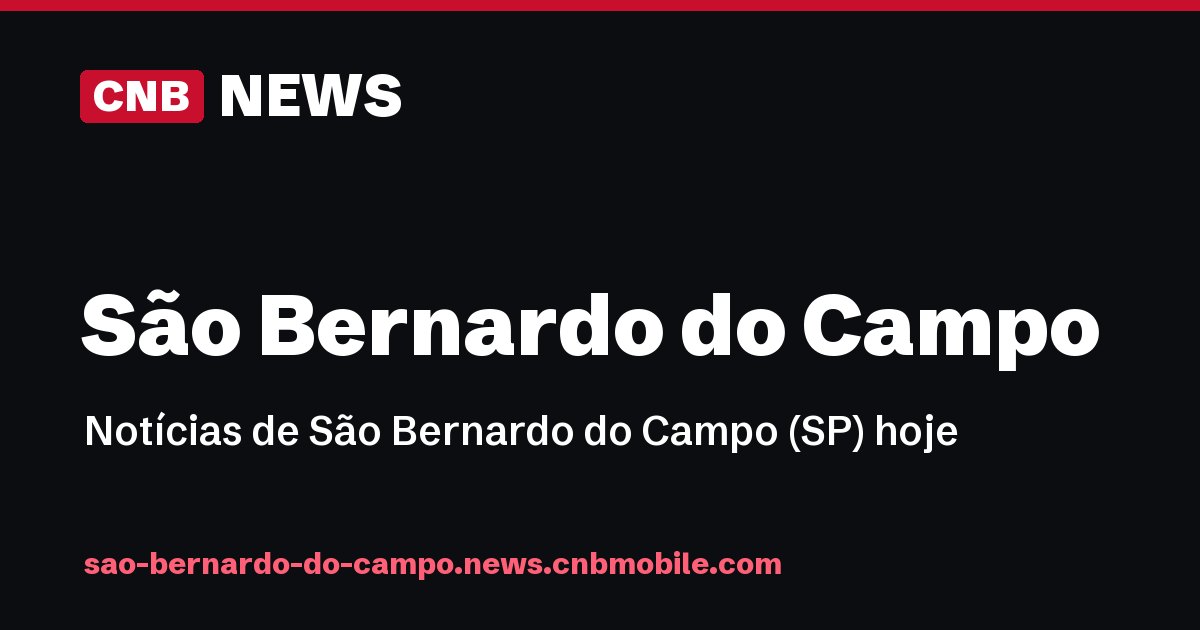 CNB NEWS
São Bernardo do Campo
Notícias de São Bernardo do Campo (SP) hoje
sao-bernardo-do-campo.news.cnbmobile.com